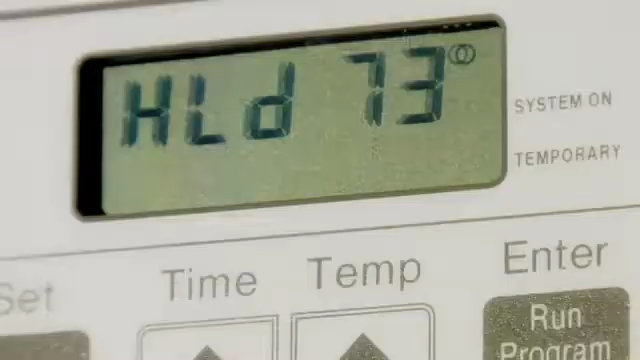 HLd 73
SYSTEM ON
TEMPORARY
Set Time Temp Enter
Run
Program